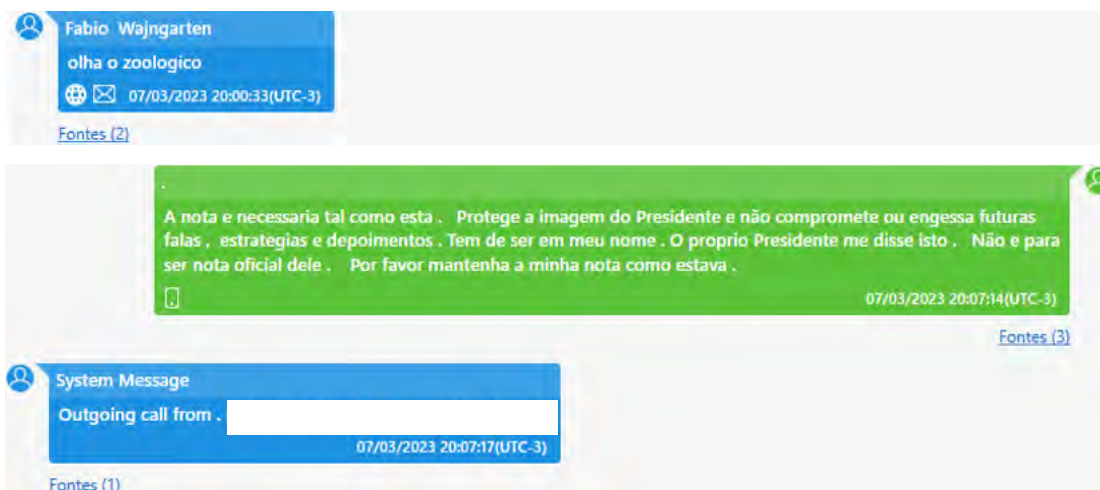 Fabio Wajngarten
olha o zoologico
07/03/2023 20:00:33(UTC-3)
Fontes (2)
.
A nota e necessaria tal como esta . Protege a imagem do Presidente e não compromete ou engessa futuras
falas , estrategias e depoimentos . Tem de ser em meu nome . O proprio Presidente me disse isto . Não e para
ser nota oficial dele . Por favor mantenha a minha nota como estava .
07/03/2023 20:07:14(UTC-3)
Fontes (3)
System Message
Outgoing call from .
07/03/2023 20:07:17(UTC-3)
Fontes (1)